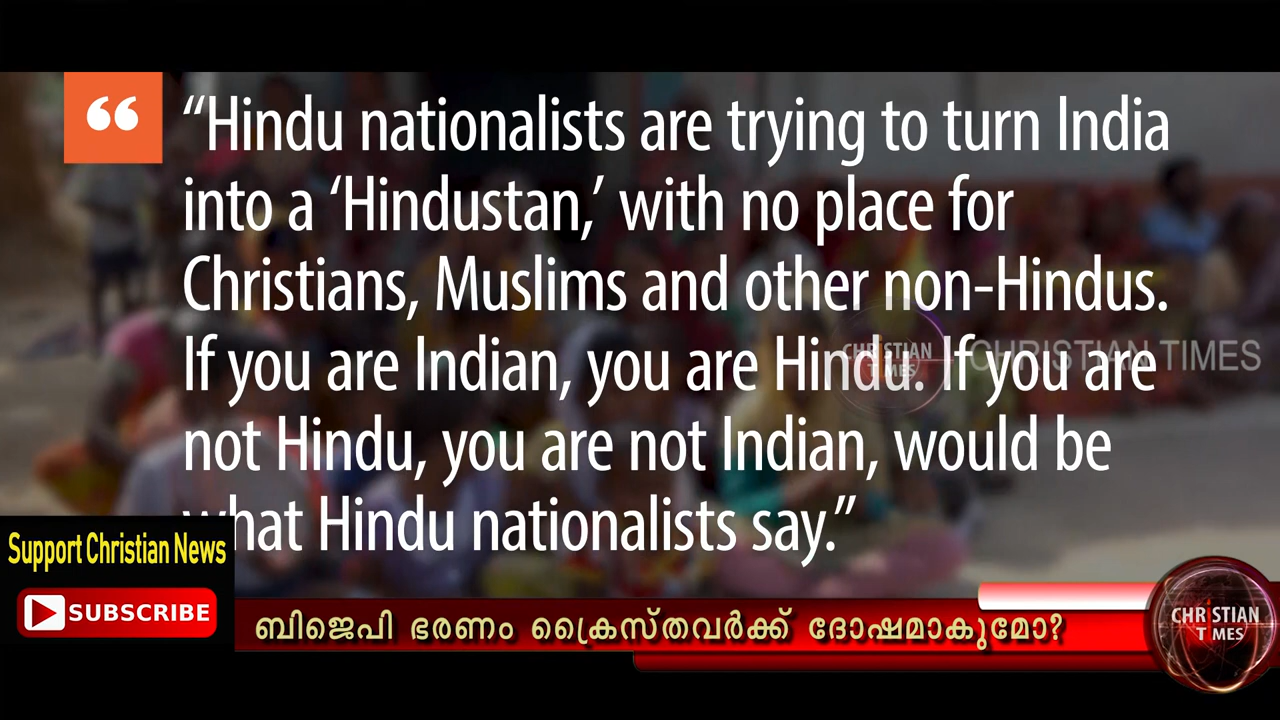 “Hindu nationalists are trying to turn India
into a ‘Hindustan,’ with no place for
Christians, Muslims and other non-Hindus.
If you are Indian, you are Hindu. If you are
not Hindu, you are not Indian, would be
what Hindu nationalists say.”
CHRISTIAN TIMES
CHRISTIAN TIMES
Support Christian News
SUBSCRIBE
ബിജെപി ഭരണം ക്രൈസ്തവർക്ക് ദോഷമാകുമോ?
CHRISTIAN
TIMES